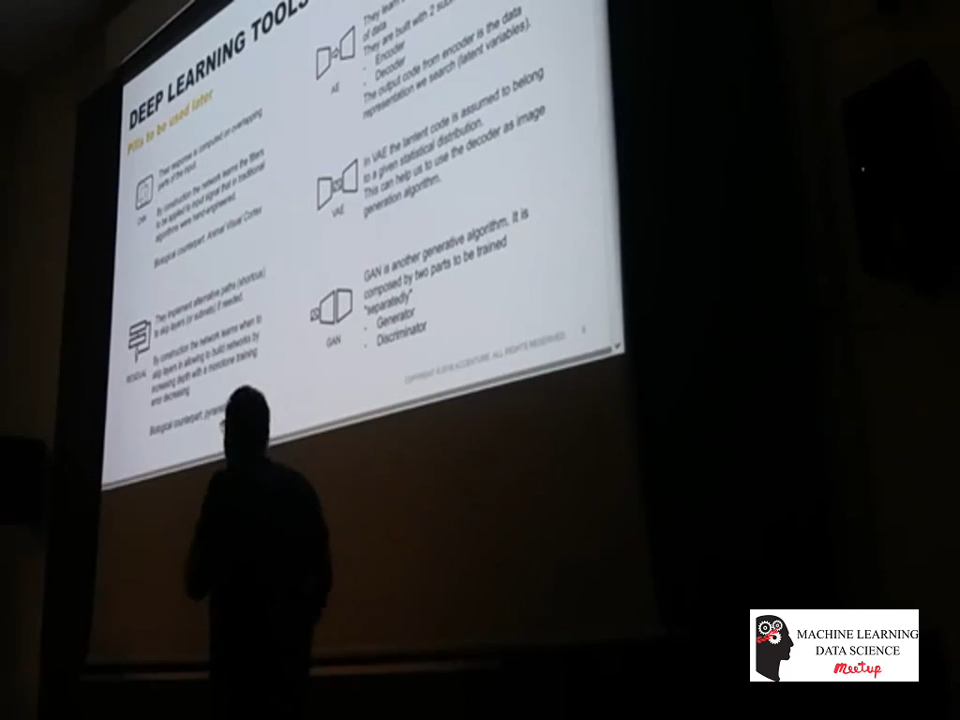 DEEP LEARNING TOOLS
Pills to be used later
CNN
Their response is computed on overlapping
parts of the input.
By construction the network learns the filters
to be applied to input signal that in traditional
algorithms were hand-engineered.
Biological counterpart: Animal Visual Cortex
RESIDUAL
They implement alternative paths (shortcus)
to skip layers (or subnets) if needed.
By construction the network learns when to
skip layers in allowing to build networks by
increasing depth with a monotone training
error decreasing
Biological counterpart:
AE
They learn
of data
They are built with 2
- Encoder
- Decoder
The output code from encoder is the data
representation we search (latent variables).
VAE
In VAE the lantent code is assumed to belong
to a given statistical distribution.
This can help us to use the decoder as image
generation algorithm.
GAN
GAN is another generative algorithm. It is
composed by two parts to be trained
"separatedly"
- Generator
- Discriminator
COPYRIGHT © 2018 ACCENTURE. ALL RIGHTS RESERVED.
MACHINE LEARNING
DATA SCIENCE
meetup